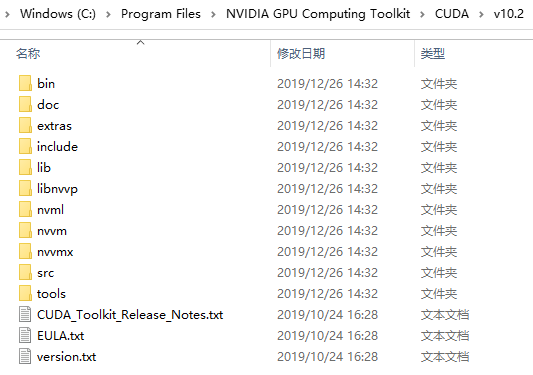 Windows (C:) > Program Files > NVIDIA GPU Computing Toolkit > CUDA > v10.2
名称 修改日期 类型
bin 2019/12/26 14:32 文件夹
doc 2019/12/26 14:32 文件夹
extras 2019/12/26 14:32 文件夹
include 2019/12/26 14:32 文件夹
lib 2019/12/26 14:32 文件夹
libnvvp 2019/12/26 14:32 文件夹
nvml 2019/12/26 14:32 文件夹
nvvm 2019/12/26 14:32 文件夹
nvvmx 2019/12/26 14:32 文件夹
src 2019/12/26 14:32 文件夹
tools 2019/12/26 14:32 文件夹
CUDA_Toolkit_Release_Notes.txt 2019/10/24 16:28 文本文档
EULA.txt 2019/10/24 16:28 文本文档
version.txt 2019/10/24 16:28 文本文档